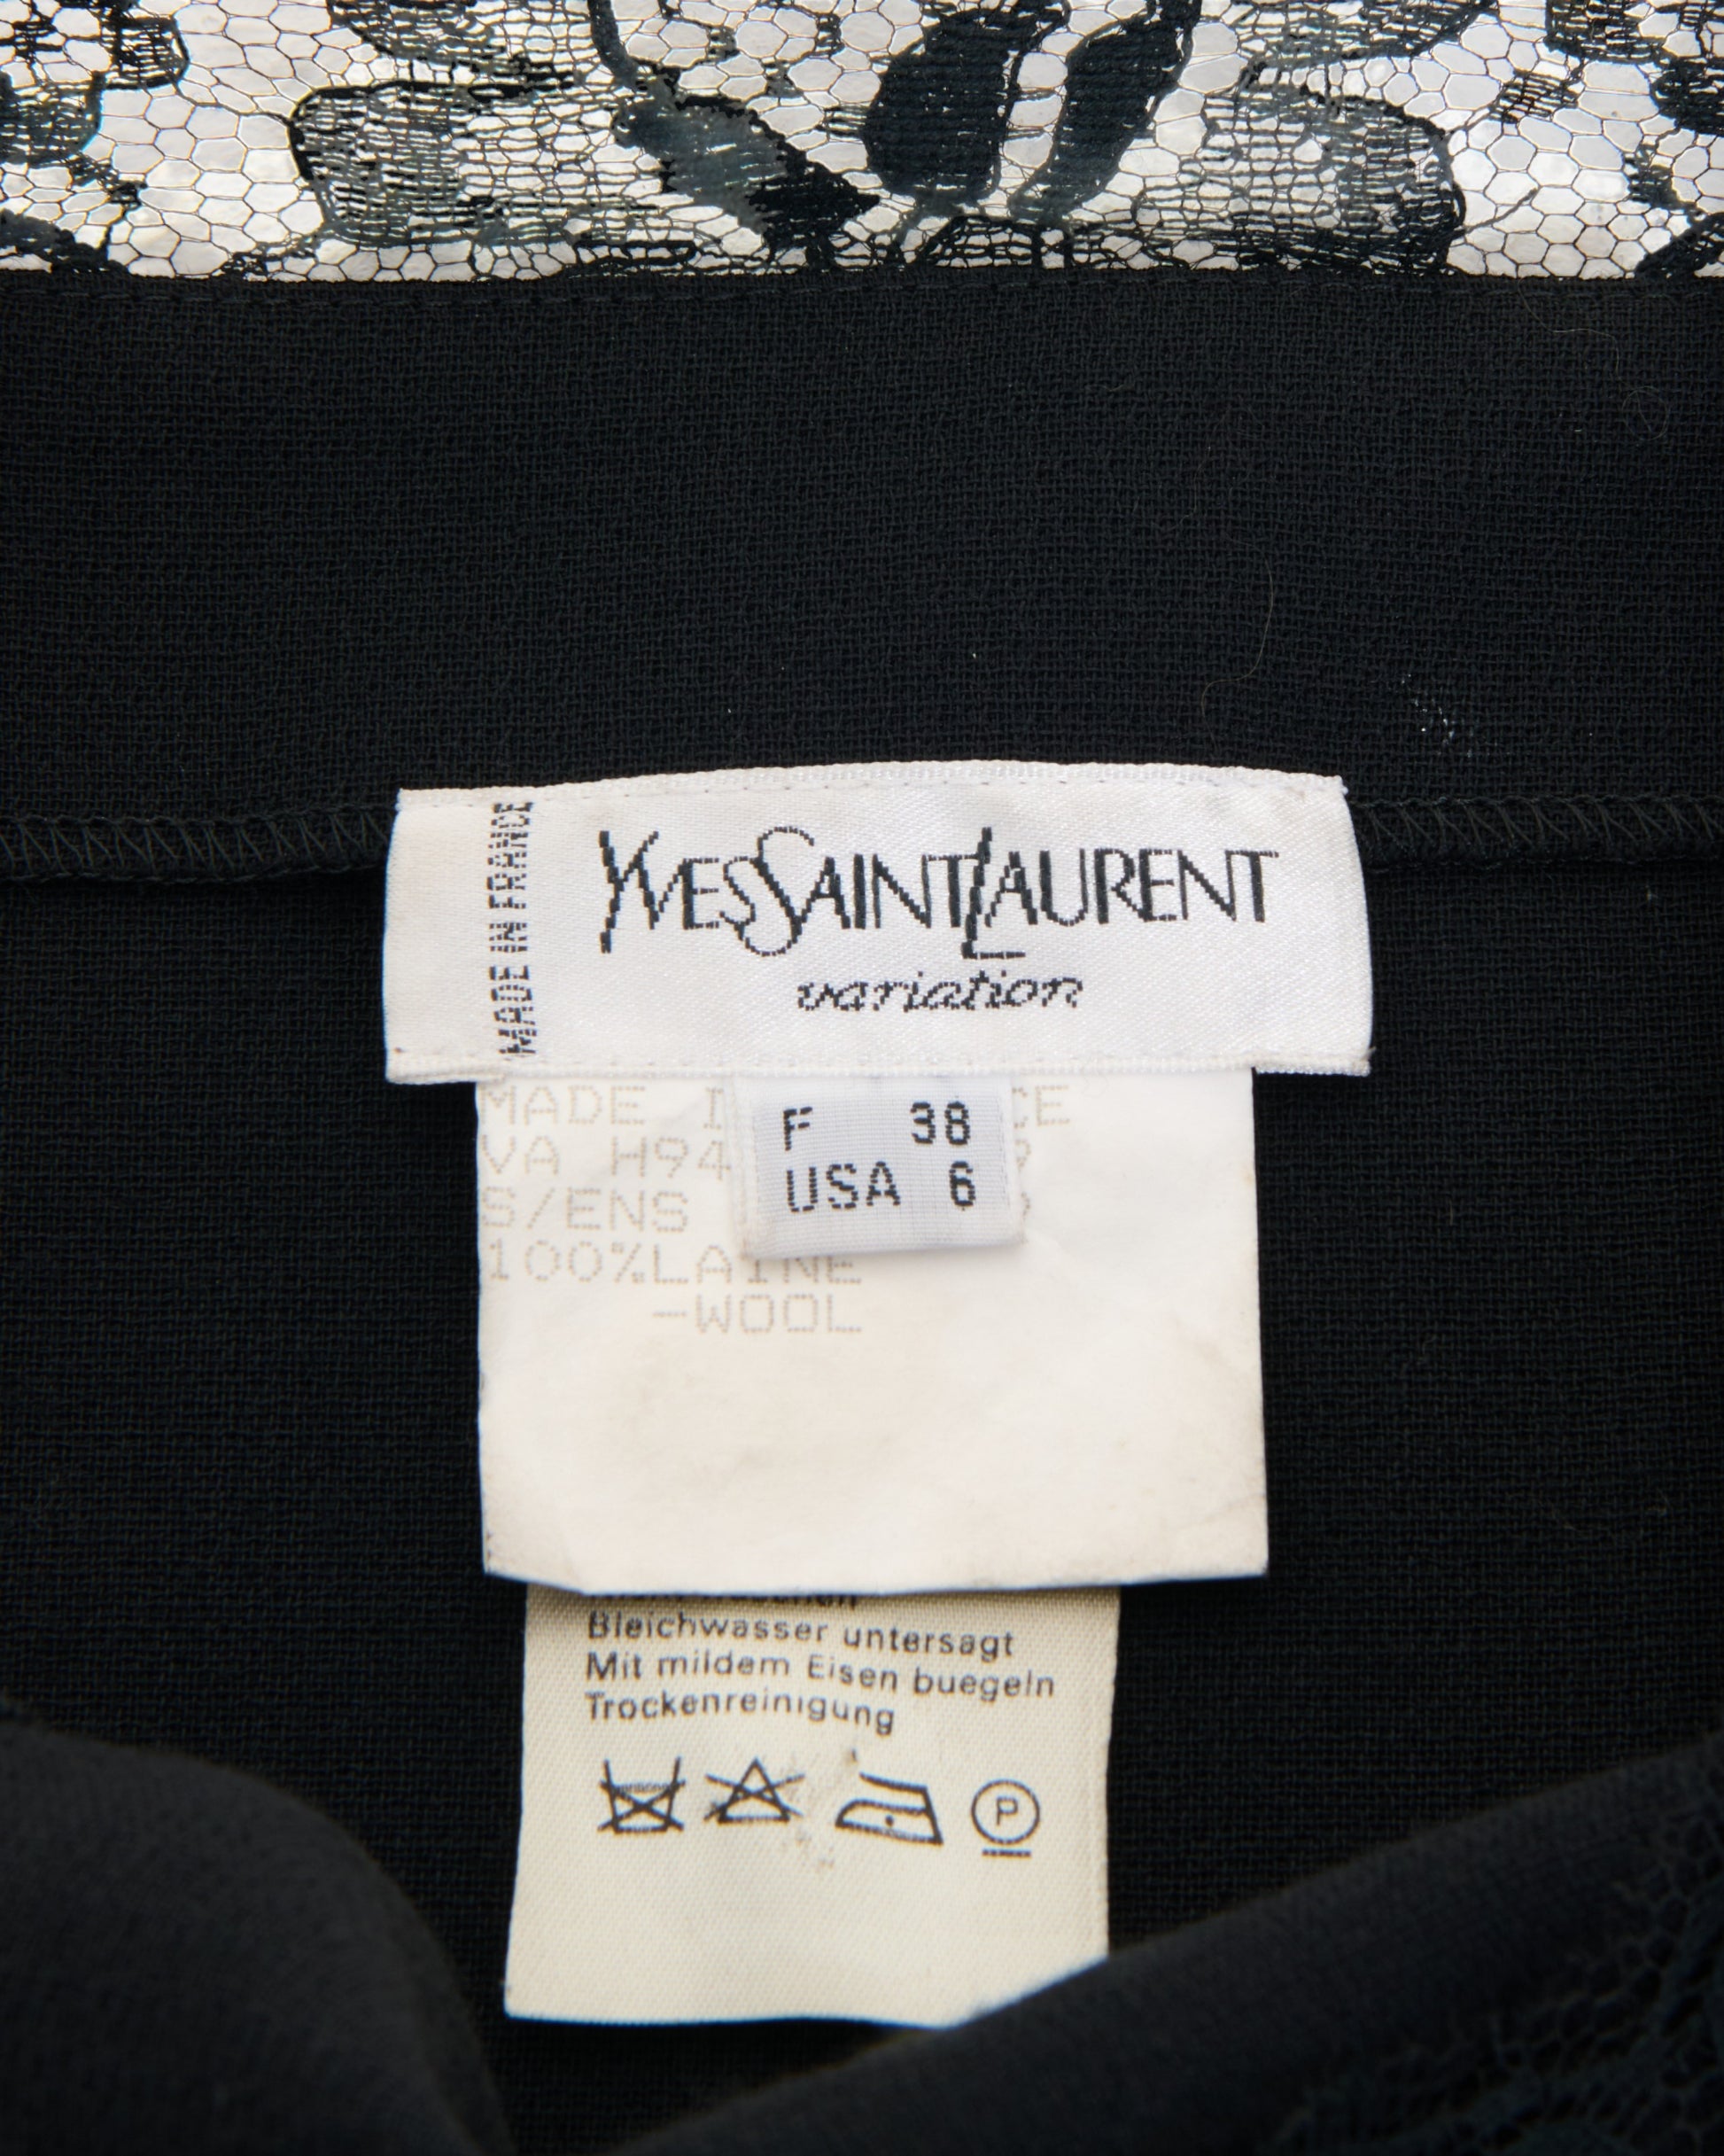 MADE IN FRANCE
YVES SAINT LAURENT
variation
F 38
USA 6
MADE
VA H94
S/ENS
100%LAINE
-WOOL
Bleichwasser untersagt
Mit mildem Eisen buegeln
Trockenreinigung
P